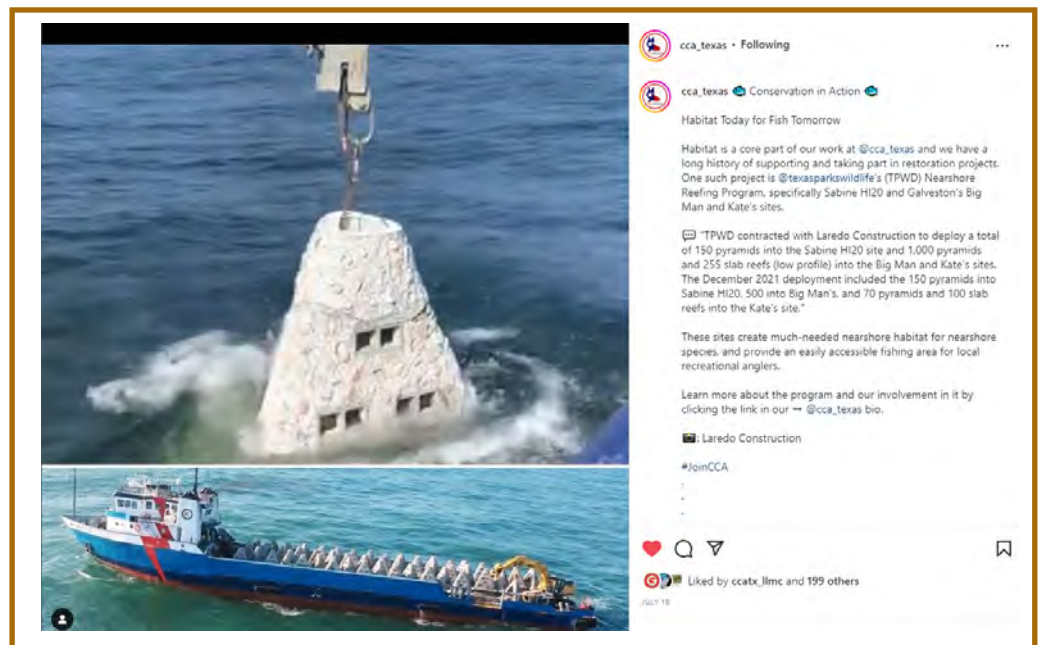 cca_texas • Following
cca_texas 🐟 Conservation in Action 🐟
Habitat Today for Fish Tomorrow
Habitat is a core part of our work at @cca_texas and we have a
long history of supporting and taking part in restoration projects.
One such project is @texasparkswildlife's (TPWD) Nearshore
Reefing Program, specifically Sabine HI20 and Galveston's Big
Man and Kate's sites.
💬 "TPWD contracted with Laredo Construction to deploy a total
of 150 pyramids into the Sabine HI20 site and 1,000 pyramids
and 255 slab reefs (low profile) into the Big Man and Kate's sites.
The December 2021 deployment included the 150 pyramids into
Sabine HI20, 500 into Big Man's, and 70 pyramids and 100 slab
reefs into the Kate's site."
These sites create much-needed nearshore habitat for nearshore
species, and provide an easily accessible fishing area for local
recreational anglers.
Learn more about the program and our involvement in it by
clicking the link in our ➡ @cca_texas bio.
📸: Laredo Construction
#JoinCCA
.
.
.
Liked by ccatx_llmc and 199 others
JULY 19